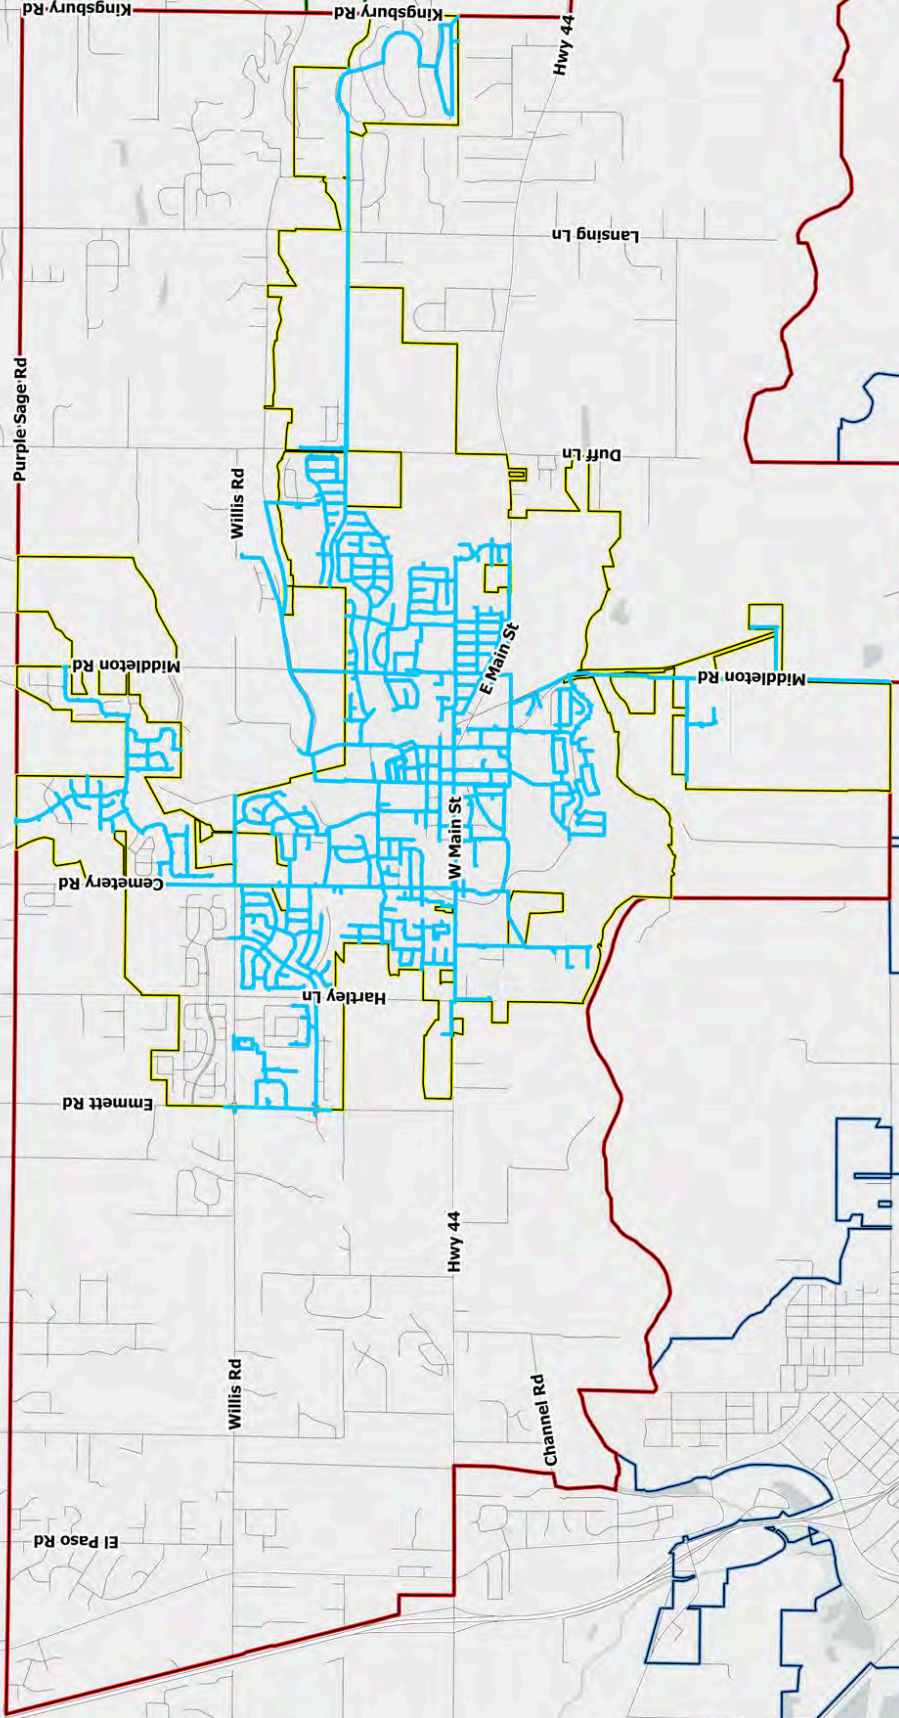 Kingsbury Rd
Kingsbury Rd
Hwy 44
Lansing Ln
Purple Sage Rd
Duff Ln
Willis Rd
E Main St
Middleton Rd
Middleton Rd
W Main St
Cemetery Rd
Hartley Ln
Emmett Rd
Hwy 44
Willis Rd
Channel Rd
El Paso Rd